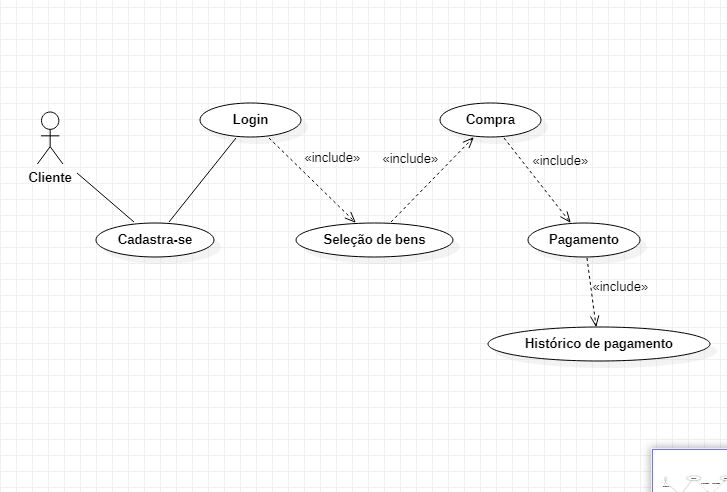 Login
Compra
«include»
«include»
«include»
Cliente
Cadastra-se
Seleção de bens
Pagamento
«include»
Histórico de pagamento